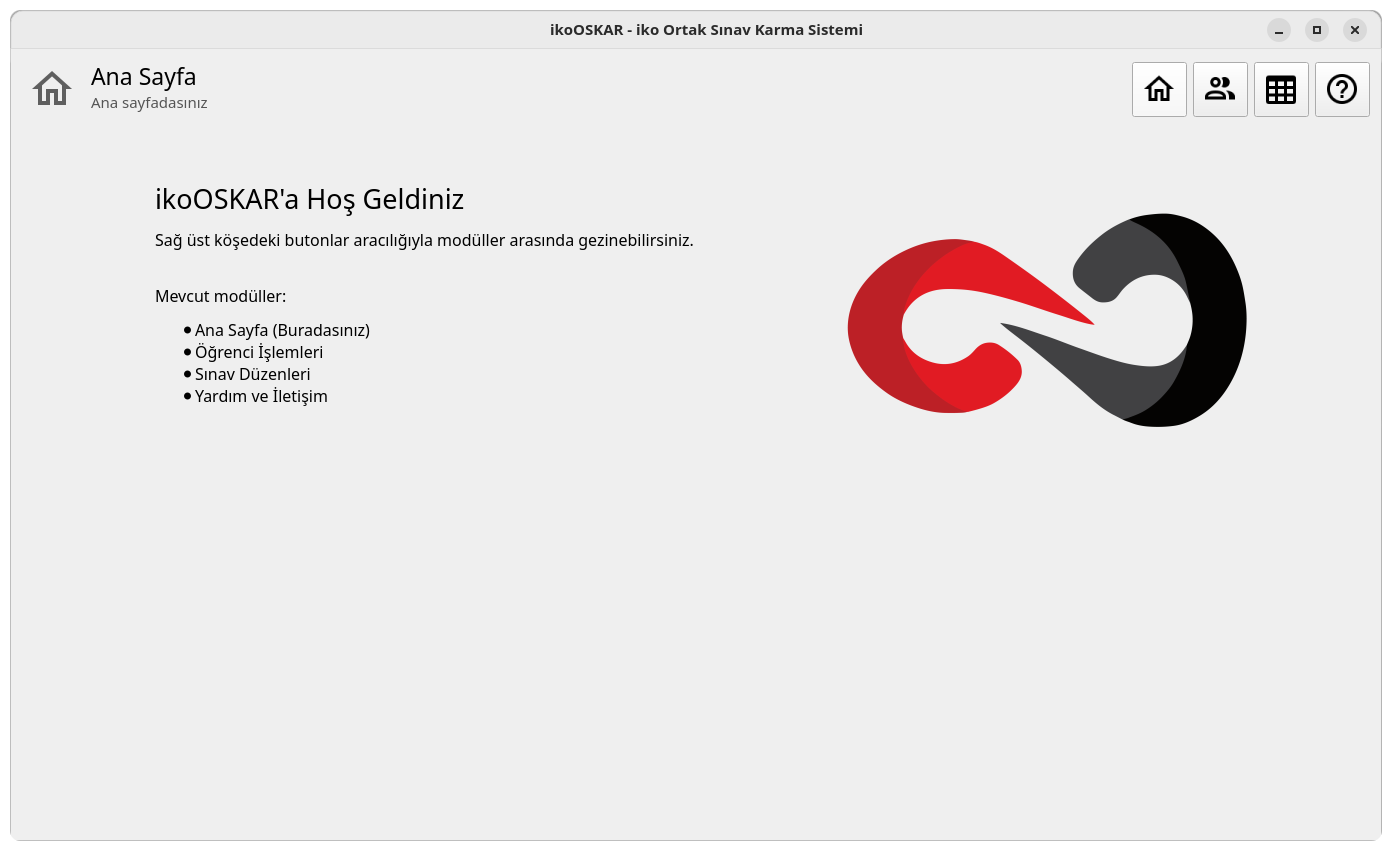 ikoOSKAR - iko Ortak Sınav Karma Sistemi
Ana Sayfa
Ana sayfadasınız
ikoOSKAR'a Hoş Geldiniz
Sağ üst köşedeki butonlar aracılığıyla modüller arasında gezinebilirsiniz.
Mevcut modüller:
Ana Sayfa (Buradasınız)
Öğrenci İşlemleri
Sınav Düzenleri
Yardım ve İletişim